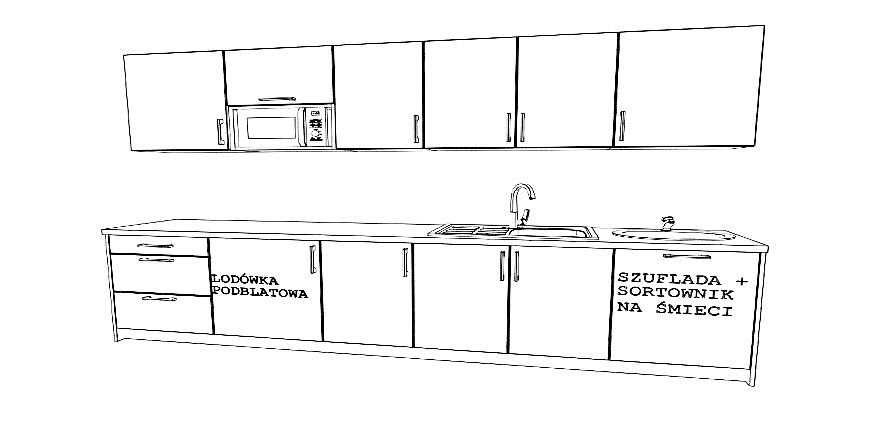 LODÓWKA
PODBLATOWA
SZUFLADA +
SORTOWNIK
NA ŚMIECI